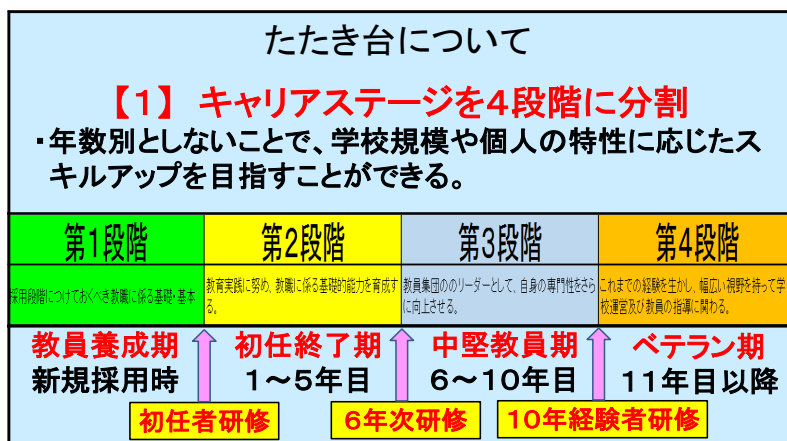 たたき台について
【1】 キャリアステージを4段階に分割
・年数別としないことで、学校規模や個人の特性に応じたス
キルアップを目指すことができる。
第1段階 第2段階 第3段階 第4段階
採用段階につけておくべき教職に係る基礎・基本
教育実践に努め、教職に係る基礎的能力を育成す
る。
教員集団ののリーダーとして、自身の専門性をさら
に向上させる。
これまでの経験を生かし、幅広い視野を持って学
校運営及び教員の指導に関わる。
教員養成期 初任終了期 中堅教員期 ベテラン期
新規採用時 1～5年目 6～10年目 11年目以降
初任者研修 6年次研修 10年経験者研修